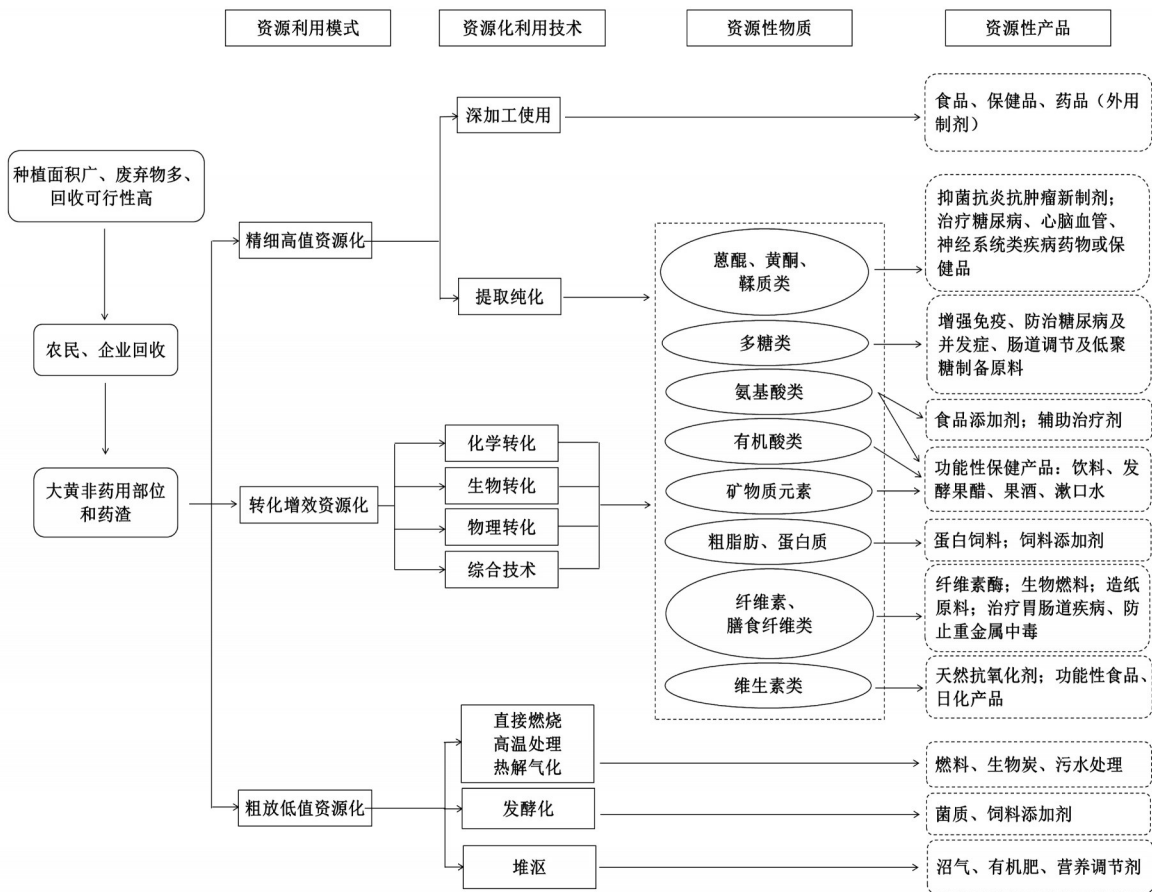 资源利用模式
资源化利用技术
资源性物质
资源性产品
种植面积广、废弃物多、
回收可行性高
农民、企业回收
大黄非药用部位
和药渣
精细高值资源化
转化增效资源化
粗放低值资源化
深加工使用
提取纯化
化学转化
生物转化
物理转化
综合技术
直接燃烧
高温处理
热解气化
发酵化
堆沤
蒽醌、黄酮、
鞣质类
多糖类
氨基酸类
有机酸类
矿物质元素
粗脂肪、蛋白质
纤维素、
膳食纤维类
维生素类
食品、保健品、药品（外用
制剂）
抑菌抗炎抗肿瘤新制剂；
治疗糖尿病、心脑血管、
神经系统类疾病药物或保
健品
增强免疫、防治糖尿病及
并发症、肠道调节及低聚
糖制备原料
食品添加剂；辅助治疗剂
功能性保健产品：饮料、发
酵果醋、果酒、漱口水
蛋白饲料；饲料添加剂
纤维素酶；生物燃料；造纸
原料；治疗胃肠道疾病、防
止重金属中毒
天然抗氧化剂；功能性食品、
日化产品
燃料、生物炭、污水处理
菌质、饲料添加剂
沼气、有机肥、营养调节剂